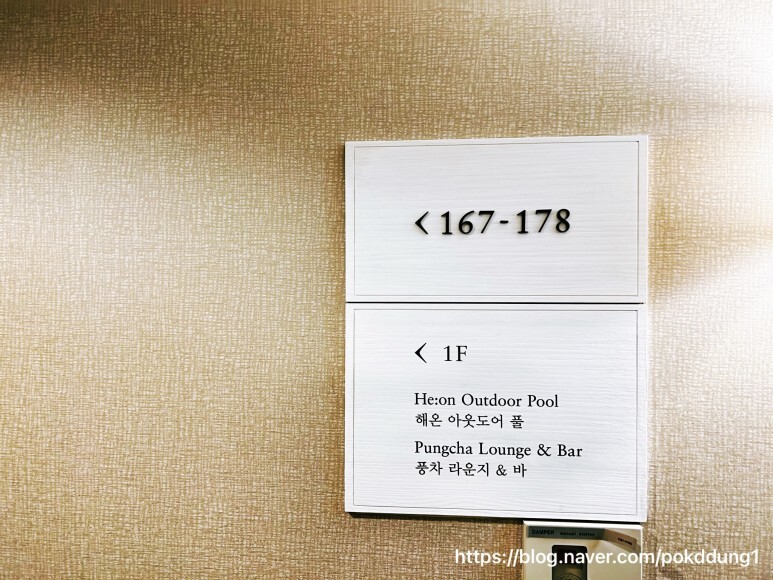 < 167-178
< 1F
He:on Outdoor Pool
해온 아웃도어 풀
Pungcha Lounge & Bar
풍차 라운지 & 바
DAMPER
https://blog.naver.com/pokddung1